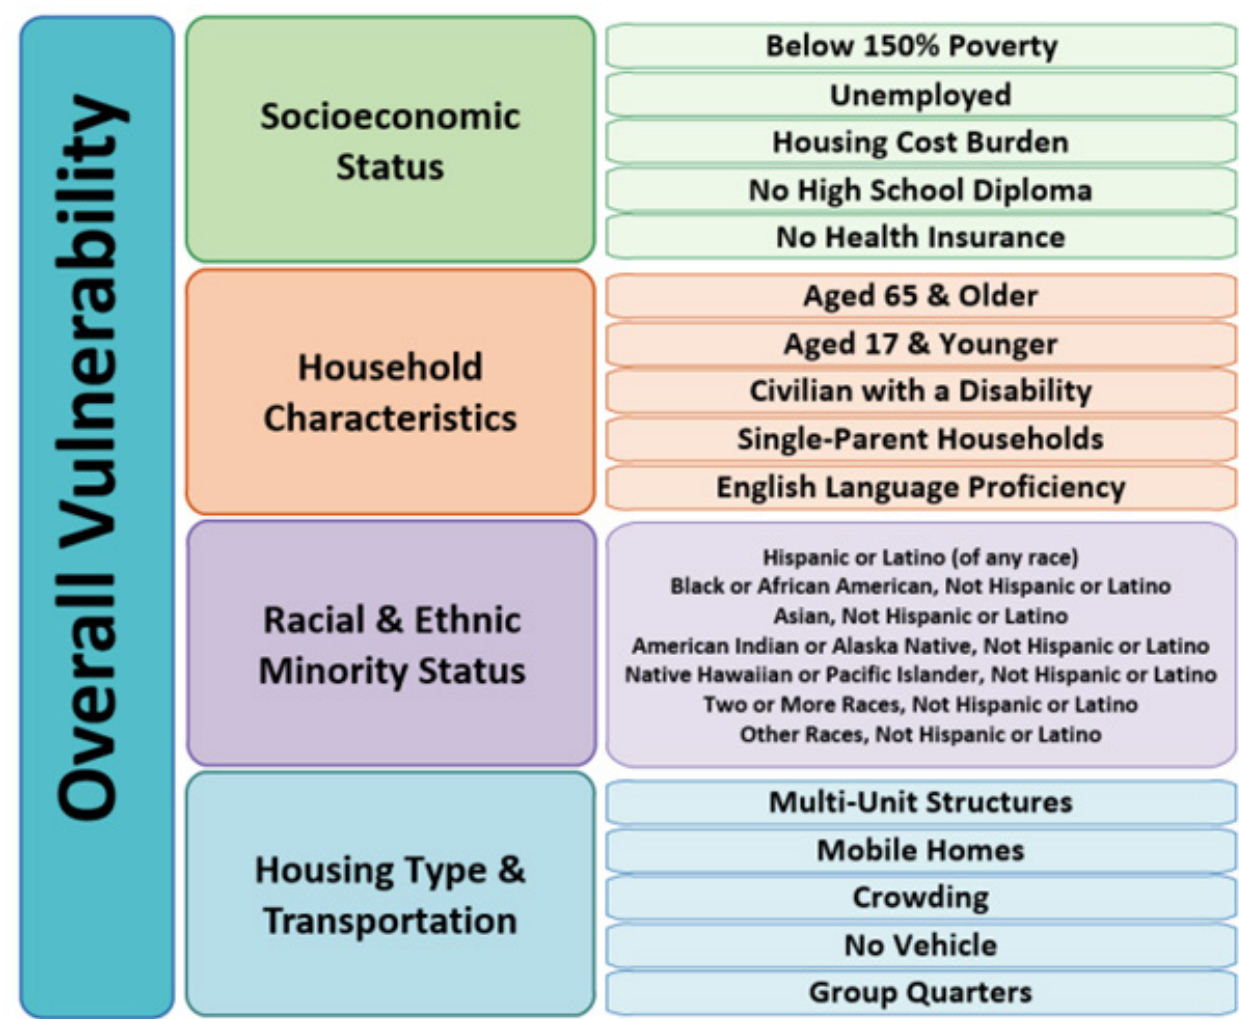 Overall Vulnerability
Socioeconomic
Status
Below 150% Poverty
Unemployed
Housing Cost Burden
No High School Diploma
No Health Insurance
Household
Characteristics
Aged 65 & Older
Aged 17 & Younger
Civilian with a Disability
Single-Parent Households
English Language Proficiency
Racial & Ethnic
Minority Status
Hispanic or Latino (of any race)
Black or African American, Not Hispanic or Latino
Asian, Not Hispanic or Latino
American Indian or Alaska Native, Not Hispanic or Latino
Native Hawaiian or Pacific Islander, Not Hispanic or Latino
Two or More Races, Not Hispanic or Latino
Other Races, Not Hispanic or Latino
Housing Type &
Transportation
Multi-Unit Structures
Mobile Homes
Crowding
No Vehicle
Group Quarters